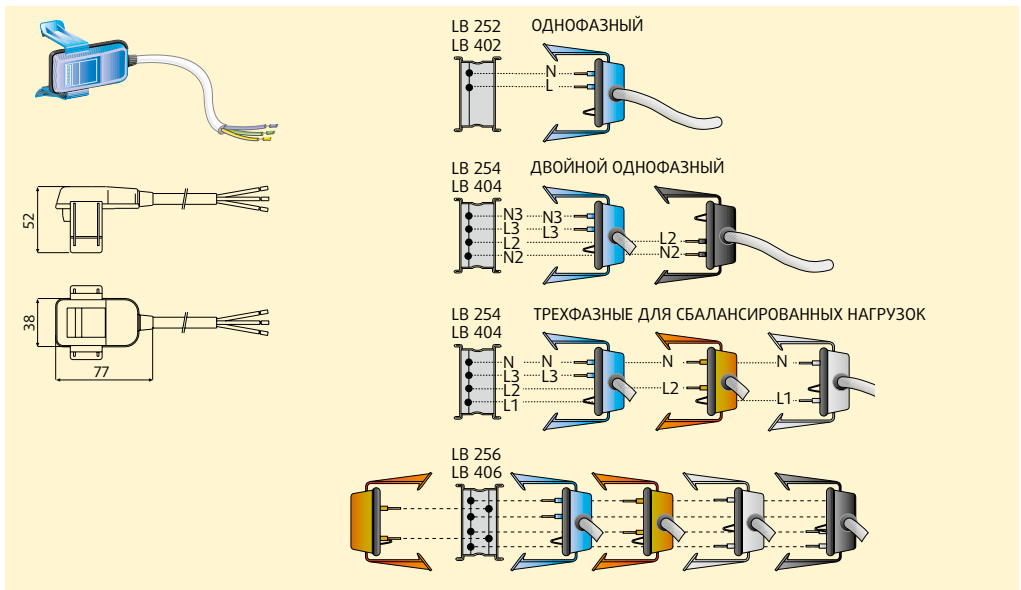 LB 252 ОДНОФАЗНЫЙ
LB 402
N
L
LB 254 ДВОЙНОЙ ОДНОФАЗНЫЙ
LB 404
N3 N3
L3 L3
L2 L2
N2 N2
52
38
77
LB 254 ТРЕХФАЗНЫЕ ДЛЯ СБАЛАНСИРОВАННЫХ НАГРУЗОК
LB 404
N N N N
L3 L3
L2 L2
L1 L1
LB 256
LB 406